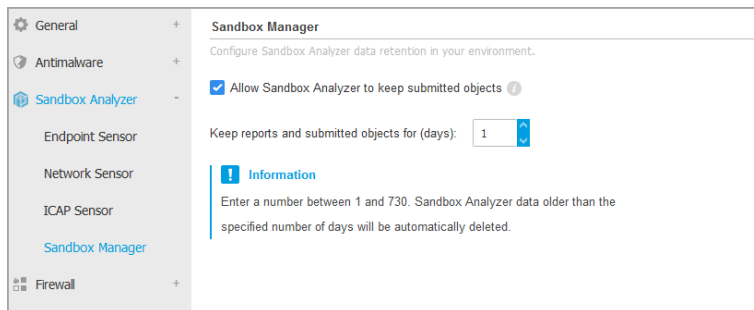 General +
Antimalware +
Sandbox Analyzer -
Endpoint Sensor
Network Sensor
ICAP Sensor
Sandbox Manager
Firewall +
Sandbox Manager
Configure Sandbox Analyzer data retention in your environment.
Allow Sandbox Analyzer to keep submitted objects i
Keep reports and submitted objects for (days): 1
! Information
Enter a number between 1 and 730. Sandbox Analyzer data older than the
specified number of days will be automatically deleted.